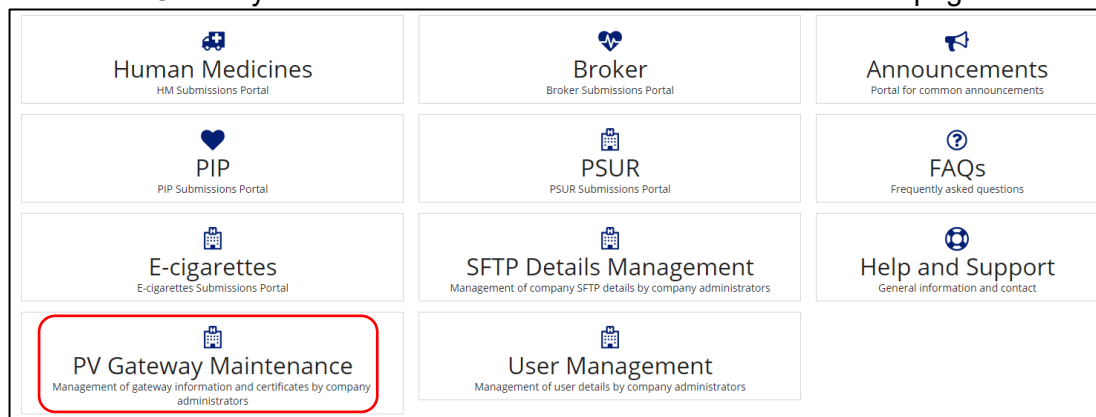 Human Medicines
HM Submissions Portal
Broker
Broker Submissions Portal
Announcements
Portal for common announcements
PIP
PIP Submissions Portal
PSUR
PSUR Submissions Portal
FAQs
Frequently asked questions
E-cigarettes
E-cigarettes Submissions Portal
SFTP Details Management
Management of company SFTP details by company administrators
Help and Support
General information and contact
PV Gateway Maintenance
Management of gateway information and certificates by company
administrators
User Management
Management of user details by company administrators